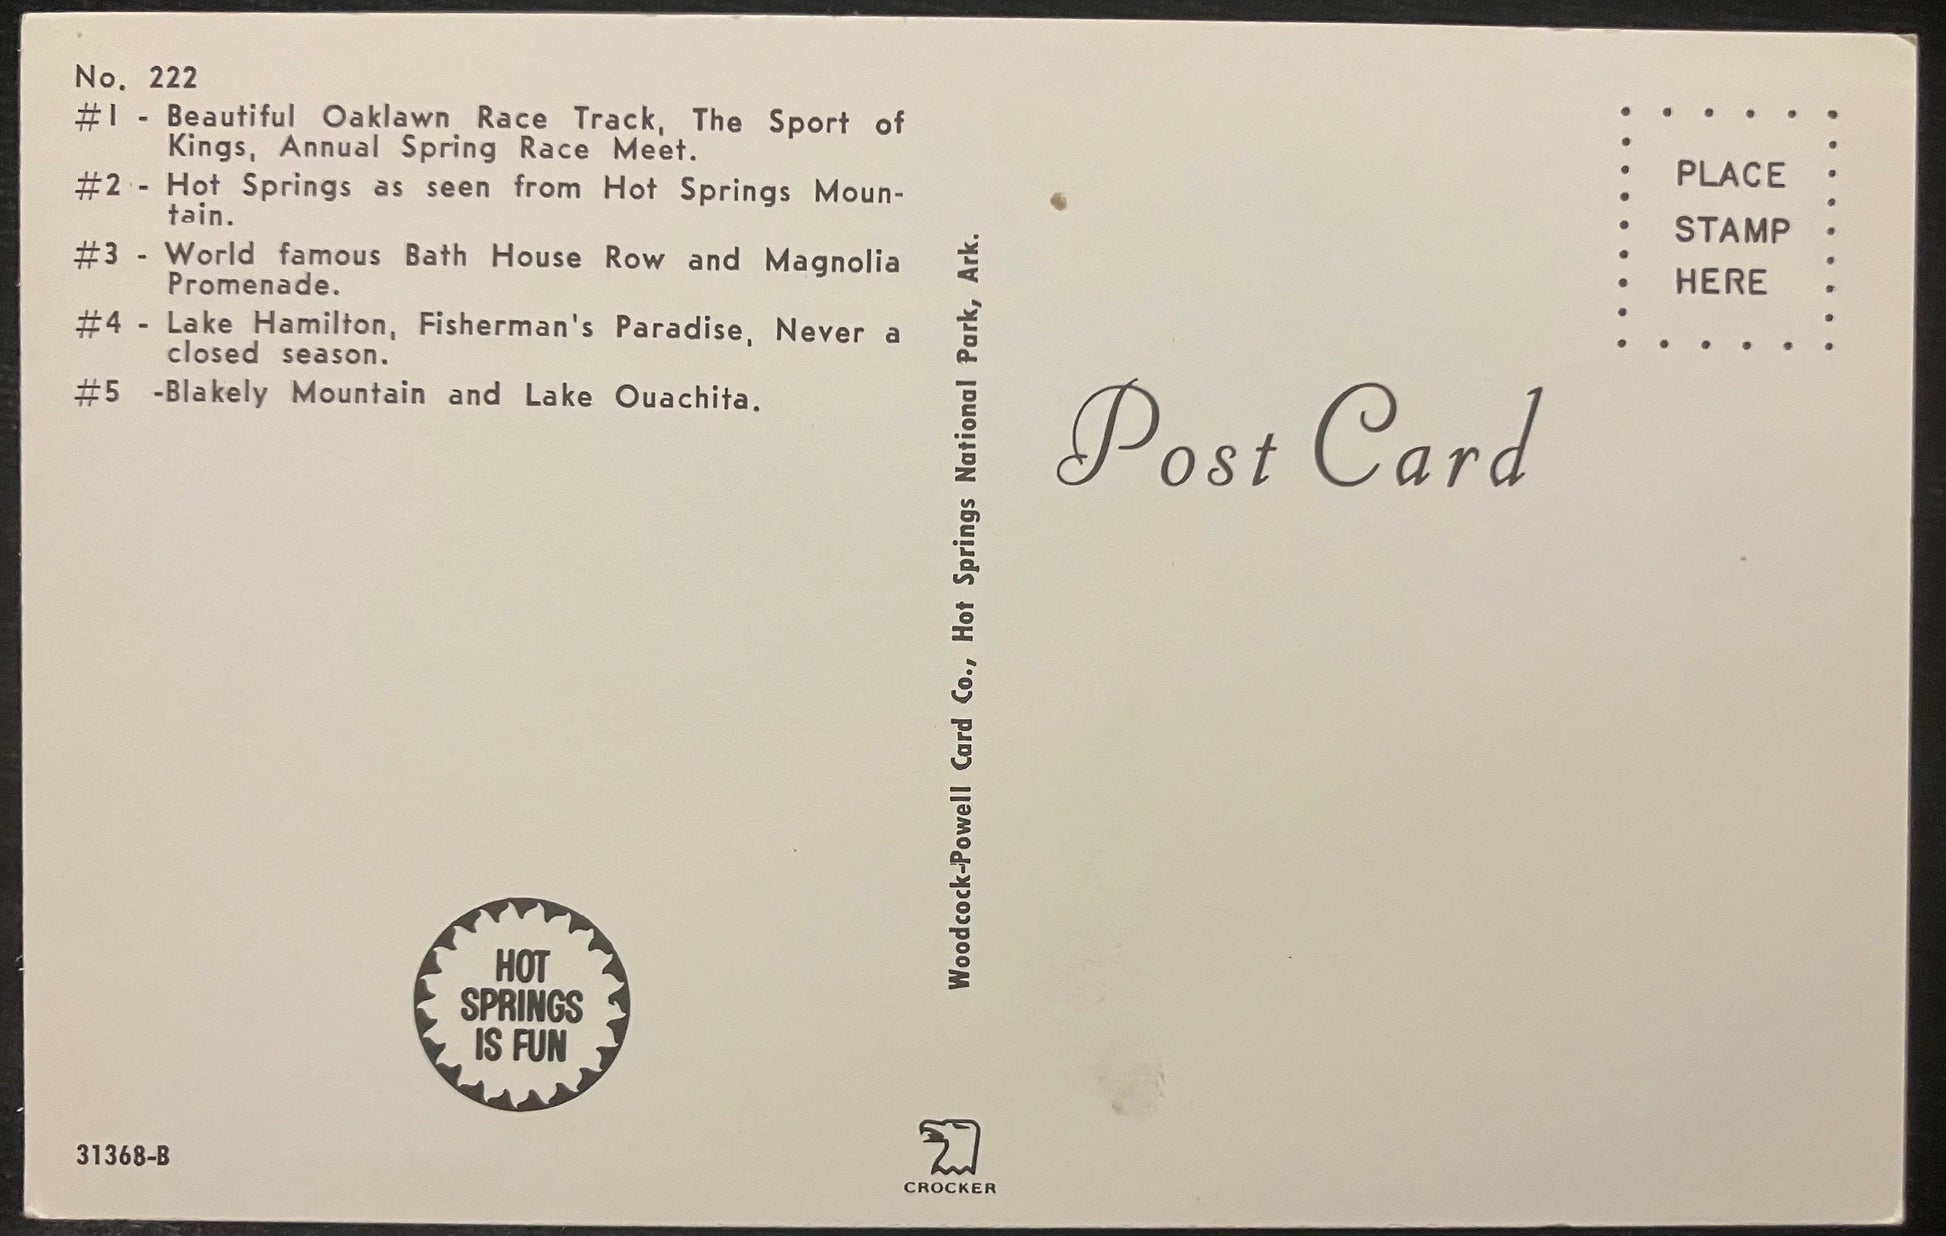 No. 222
#1 - Beautiful Oaklawn Race Track, The Sport of
Kings, Annual Spring Race Meet.
#2 - Hot Springs as seen from Hot Springs Moun-
tain.
#3 - World famous Bath House Row and Magnolia
Promenade.
#4 - Lake Hamilton, Fisherman's Paradise, Never a
closed season.
#5 -Blakely Mountain and Lake Ouachita.
HOT
SPRINGS
IS FUN
31368-B
Woodcock-Powell Card Co., Hot Springs National Park, Ark.
CROCKER
PLACE
STAMP
HERE
Post Card